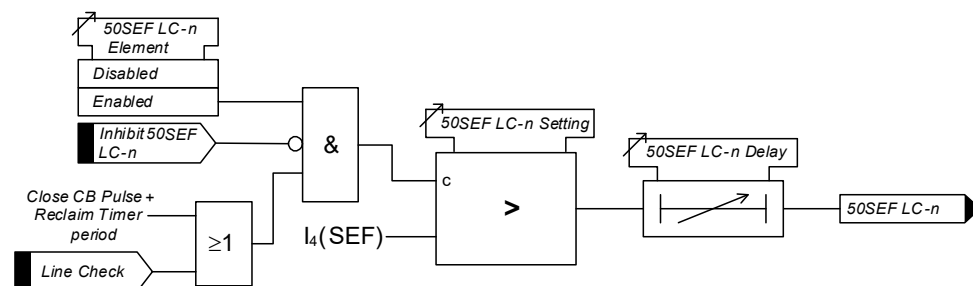 50SEF LC-n
Element
Disabled
Enabled
Inhibit 50SEF
LC-n
&
50SEF LC-n Setting
c
>
50SEF LC-n Delay
50SEF LC-n
Close CB Pulse +
Reclaim Timer
period
≥1
I₄(SEF)
Line Check